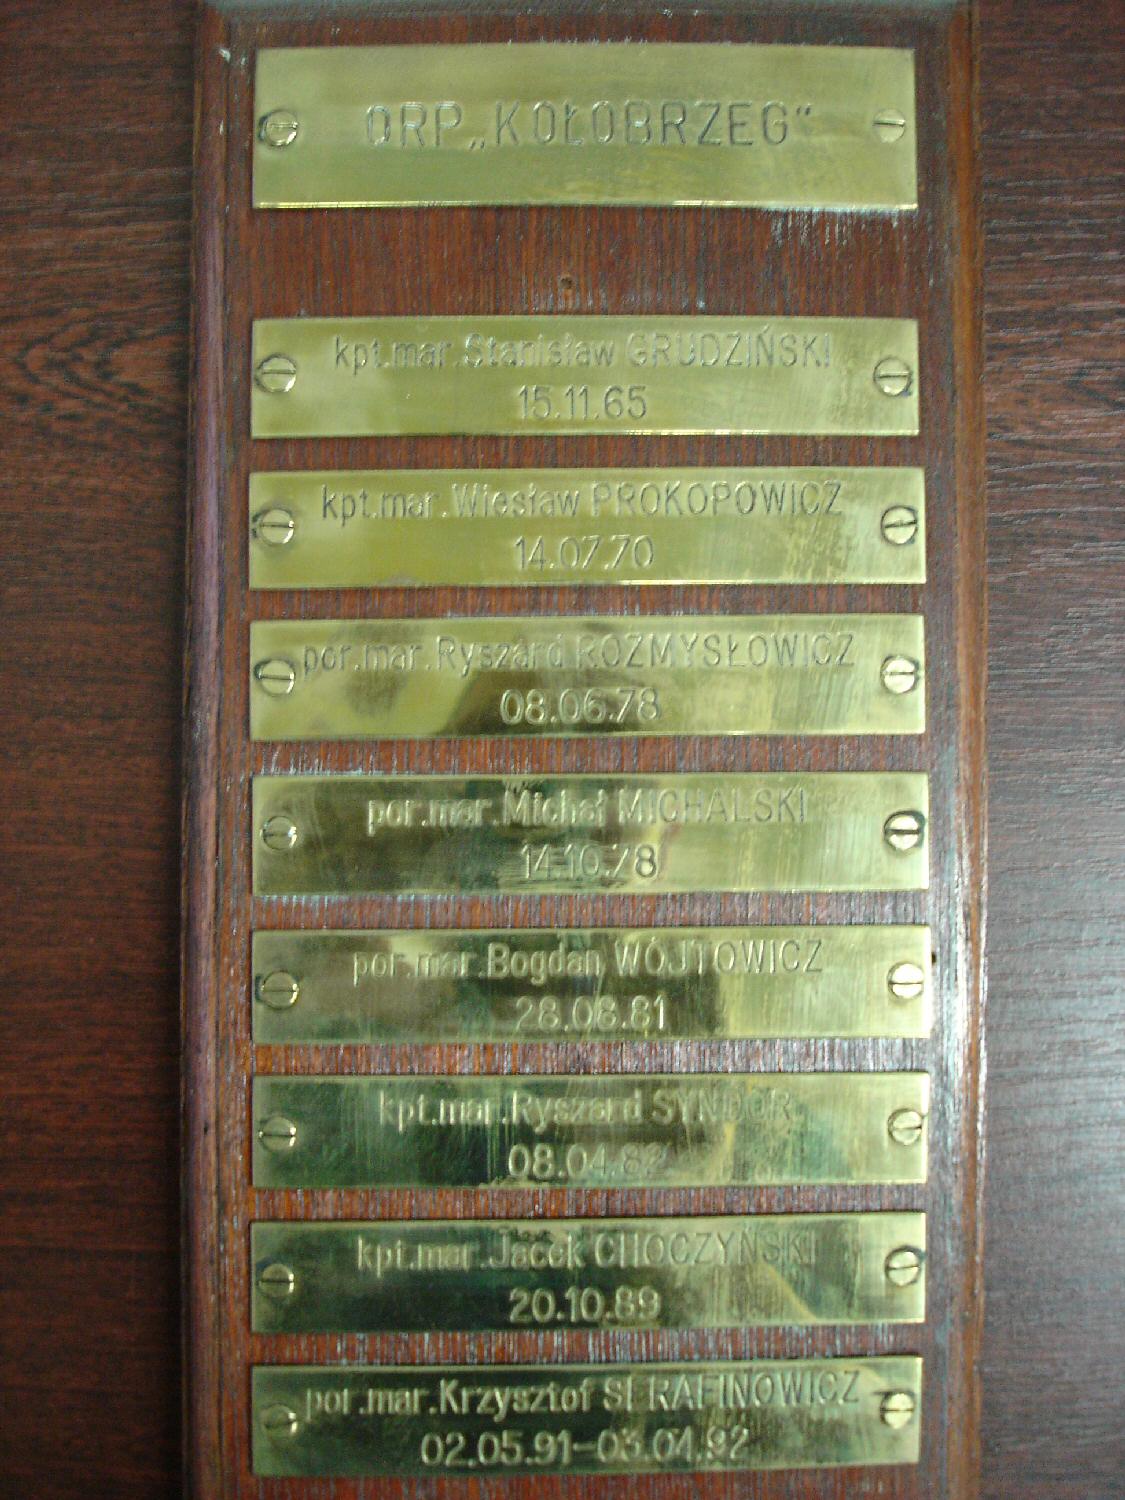 ORP „KOŁOBRZEG”
kpt.mar.Stanisław GRUDZIŃSKI
15.11.65
kpt.mar.Wiesław PROKOPOWICZ
14.07.70
por.mar.Ryszard ROZMYSŁOWICZ
08.06.78
por.mar.Michał MICHALSKI
14.10.78
por.mar.Bogdan WÓJTOWICZ
28.08.81
kpt.mar.Ryszard SYNDOR
08.04.82
kpt.mar.Jacek CHOCZYŃSKI
20.10.89
por.mar.Krzysztof SERAFINOWICZ
02.05.91-03.01.92